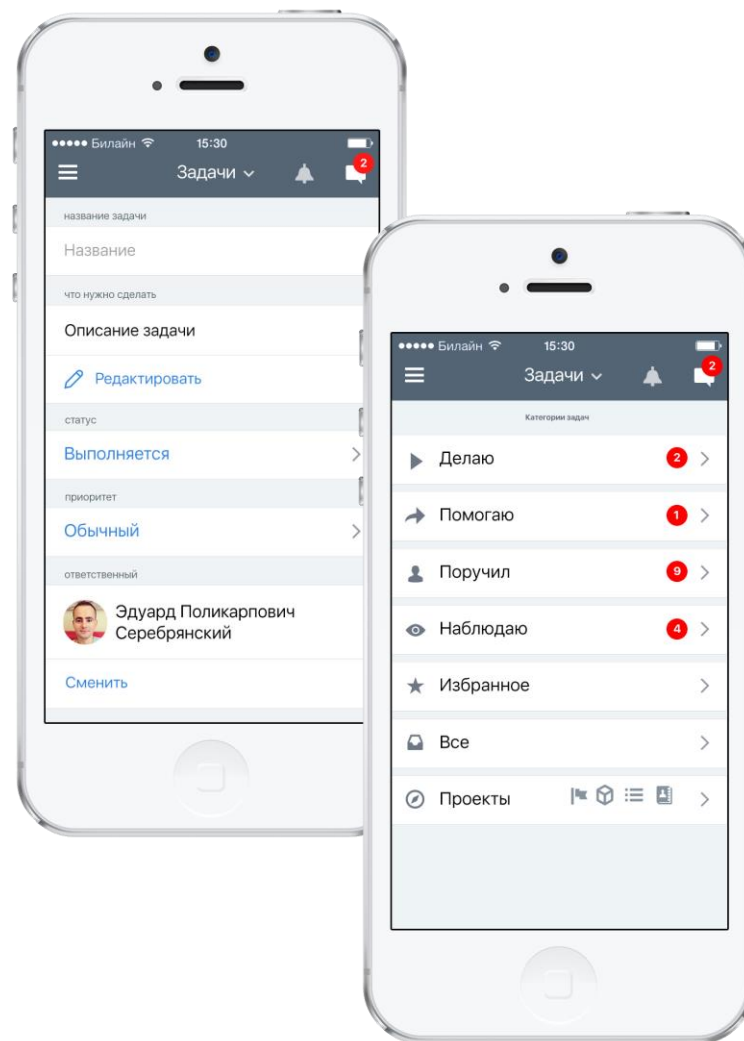 Билайн 15:30
Задачи
2
название задачи
Название
что нужно сделать
Описание задачи
Редактировать
статус
Выполняется
приоритет
Обычный
ответственный
Эдуард Поликарпович
Серебрянский
Сменить
Билайн 15:30
Задачи
2
Категории задач
Делаю 2
Помогаю 1
Поручил 9
Наблюдаю 4
Избранное
Все
Проекты